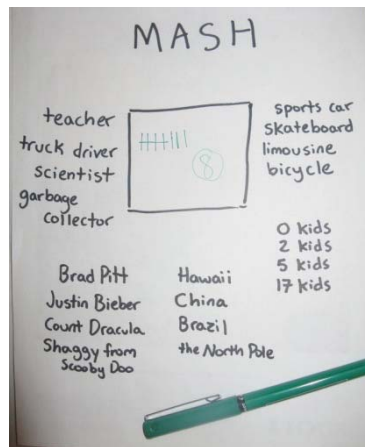 MASH
teacher
truck driver
scientist
garbage
collector
8
sports car
skateboard
limousine
bicycle
0 kids
2 kids
5 kids
17 kids
Brad Pitt
Justin Bieber
Count Dracula
Shaggy from
Scooby Doo
Hawaii
China
Brazil
the North Pole